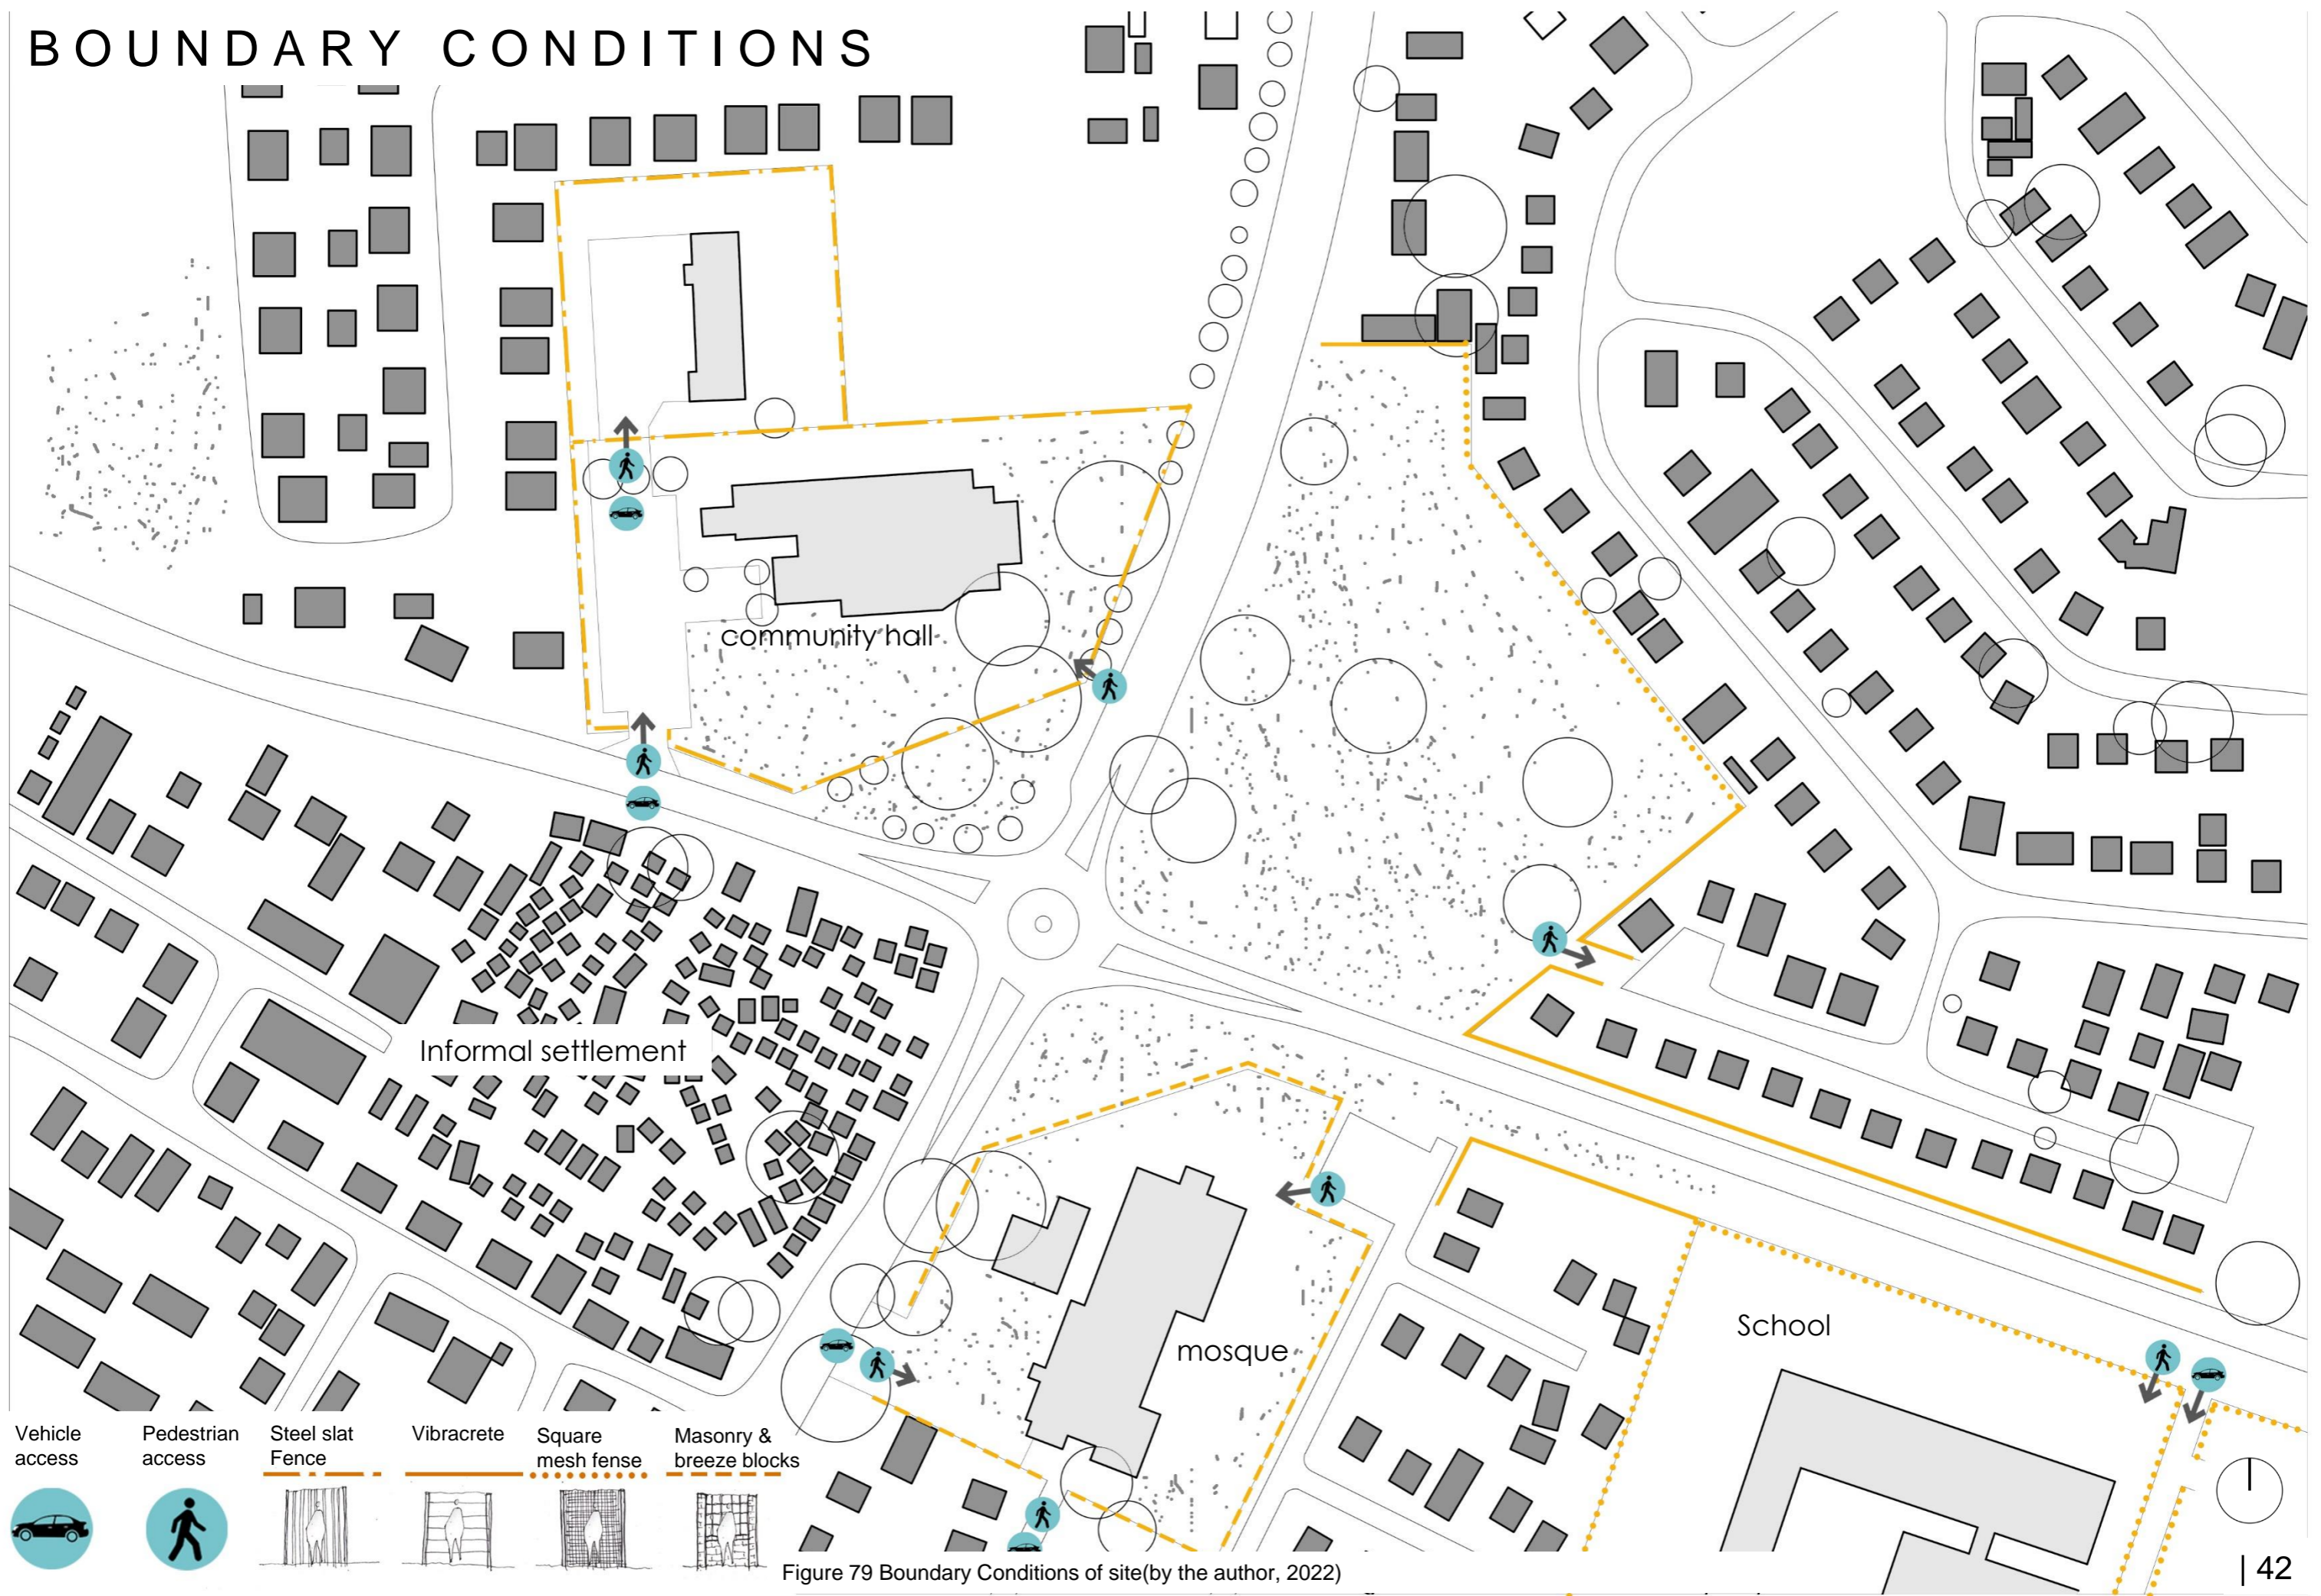 BOUNDARY CONDITIONS
community hall
Informal settlement
School
mosque
Vehicle
access
Pedestrian
access
Steel slat
Fence
Vibracrete
Square
mesh fense
Masonry &
breeze blocks
Figure 79 Boundary Conditions of site(by the author, 2022)
| 42